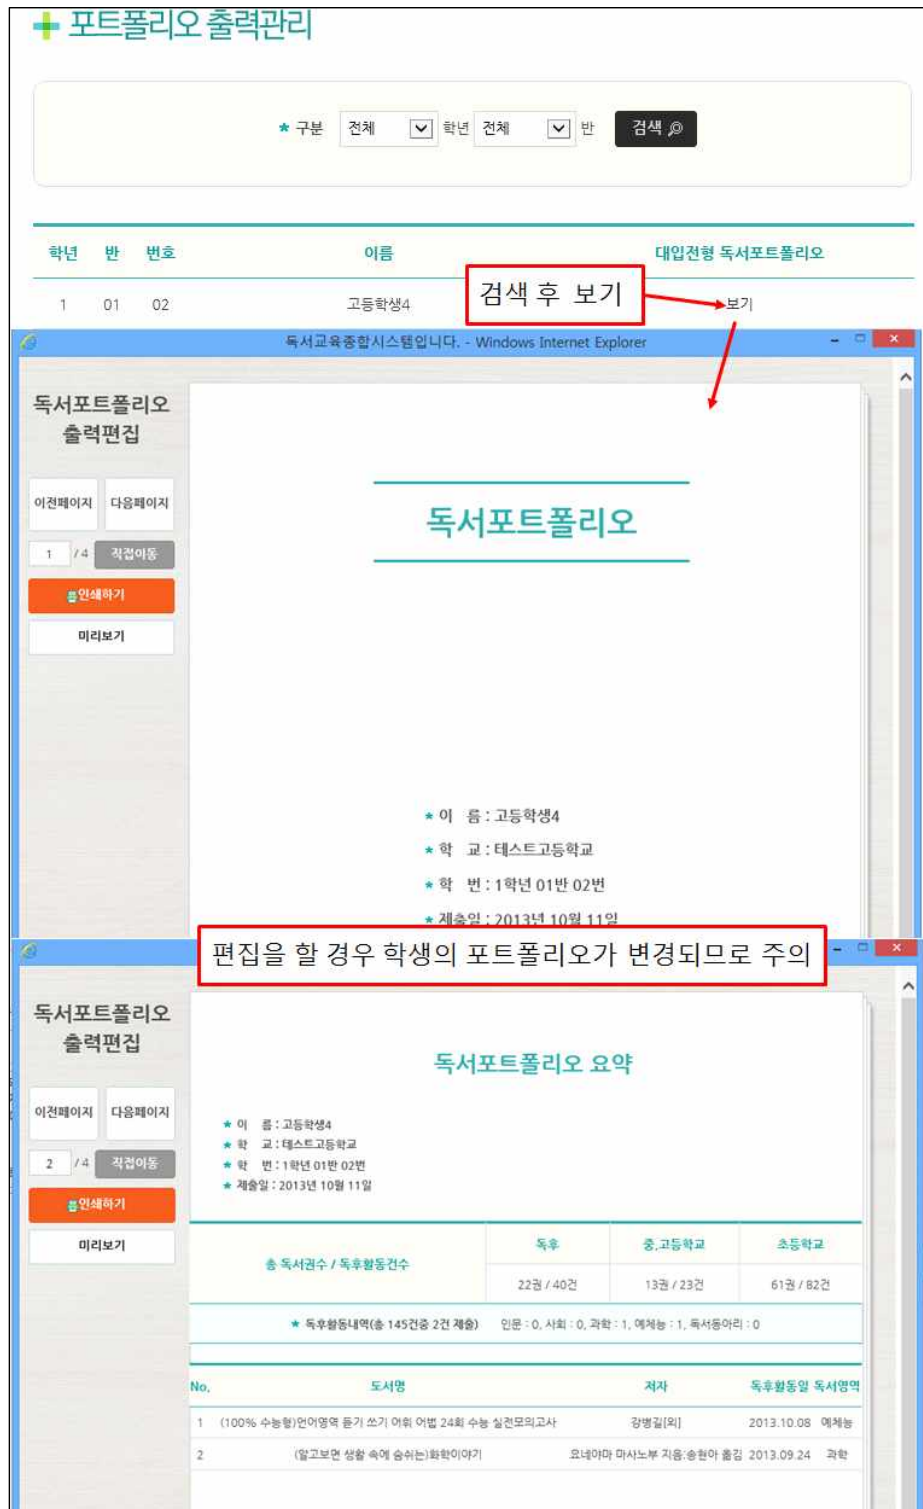 포트폴리오 출력관리
* 구분 전체 학년 전체 반 검색
학년 반 번호 이름 대입전형 독서포트폴리오
1 01 02 고등학생4 보기
검색 후 보기
독서교육종합시스템입니다. - Windows Internet Explorer
독서포트폴리오
출력편집
이전페이지 다음페이지
1 / 4 직접이동
인쇄하기
미리보기
독서포트폴리오
* 이 름 : 고등학생4
* 학 교 : 테스트고등학교
* 학 번 : 1학년 01반 02번
* 제출일 : 2013년 10월 11일
편집을 할 경우 학생의 포트폴리오가 변경되므로 주의
독서포트폴리오
출력편집
이전페이지 다음페이지
2 / 4 직접이동
인쇄하기
미리보기
독서포트폴리오 요약
* 이 름 : 고등학생4
* 학 교 : 테스트고등학교
* 학 번 : 1학년 01반 02번
* 제출일 : 2013년 10월 11일
총 독서권수 / 독후활동건수 독후 중,고등학교 초등학교
22권 / 40건 13권 / 23건 61권 / 82건
* 독후활동내역(총 145건중 2건 제출) 인문 : 0, 사회 : 0, 과학 : 1, 예체능 : 1, 독서동아리 : 0
No, 도서명 저자 독후활동일 독서영역
1 (100% 수능형)언어영역 듣기 쓰기 어휘 어법 24회 수능 실전모의고사 강병길[외] 2013.10.08 예체능
2 (알고보면 생활 속에 숨쉬는)화학이야기 요네야마 마사노부 지음;송현아 옮김 2013.09.24 과학